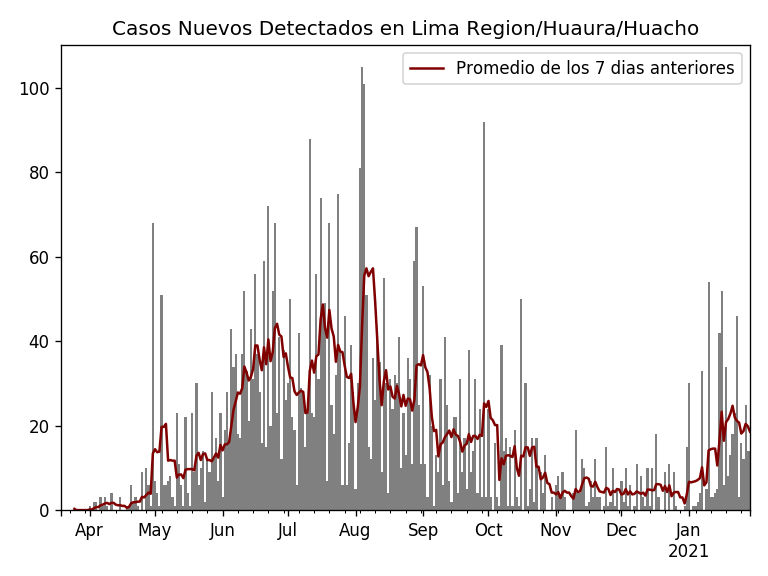 Casos Nuevos Detectados en Lima Region/Huaura/Huacho
Promedio de los 7 dias anteriores
100
80
60
40
20
0
Apr May Jun Jul Aug Sep Oct Nov Dec Jan
2021